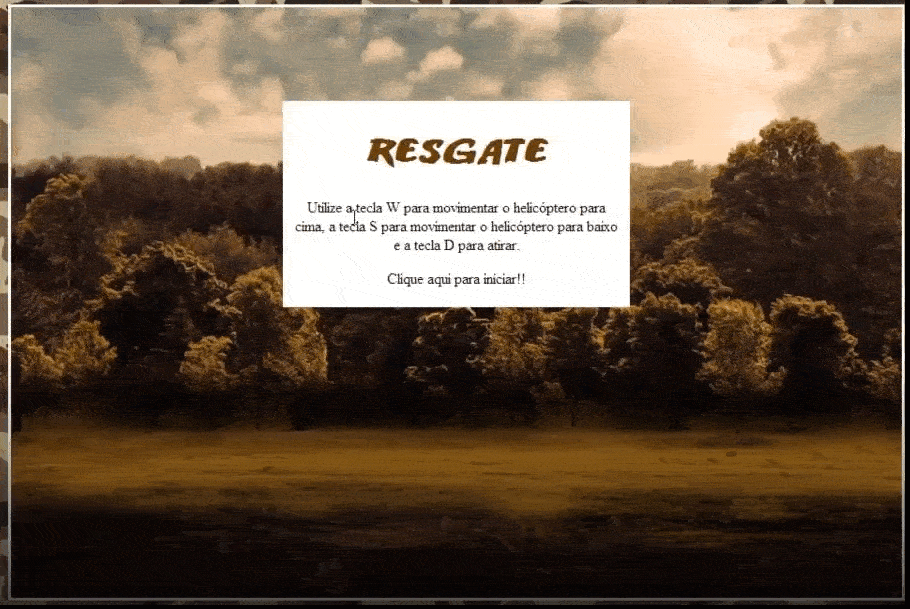 RESGATE
Utilize a tecla W para movimentar o helicóptero para
cima, a tecla S para movimentar o helicóptero para baixo
e a tecla D para atirar.
Clique aqui para iniciar!!